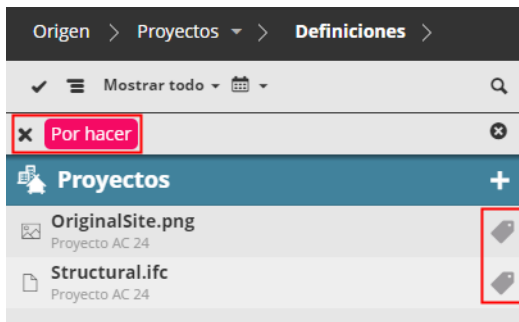 Origen > Proyectos > Definiciones >
Mostrar todo
Por hacer
Proyectos
OriginalSite.png
Proyecto AC 24
Structural.ifc
Proyecto AC 24